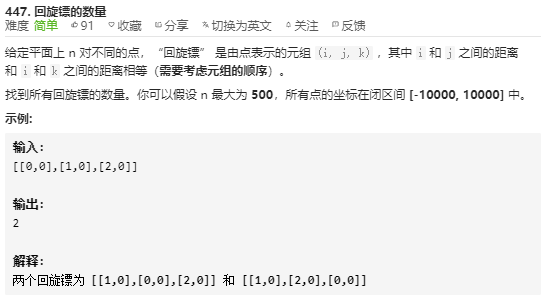 447. 回旋镖的数量
难度 简单 91 收藏 分享 切换为英文 关注 反馈
给定平面上 n 对不同的点，“回旋镖” 是由点表示的元组 (i, j, k) ，其中 i 和 j 之间的距离
和 i 和 k 之间的距离相等（需要考虑元组的顺序）。
找到所有回旋镖的数量。你可以假设 n 最大为 500，所有点的坐标在闭区间 [-10000, 10000] 中。
示例:
输入:
[[0,0],[1,0],[2,0]]
输出:
2
解释:
两个回旋镖为 [[1,0],[0,0],[2,0]] 和 [[1,0],[2,0],[0,0]]